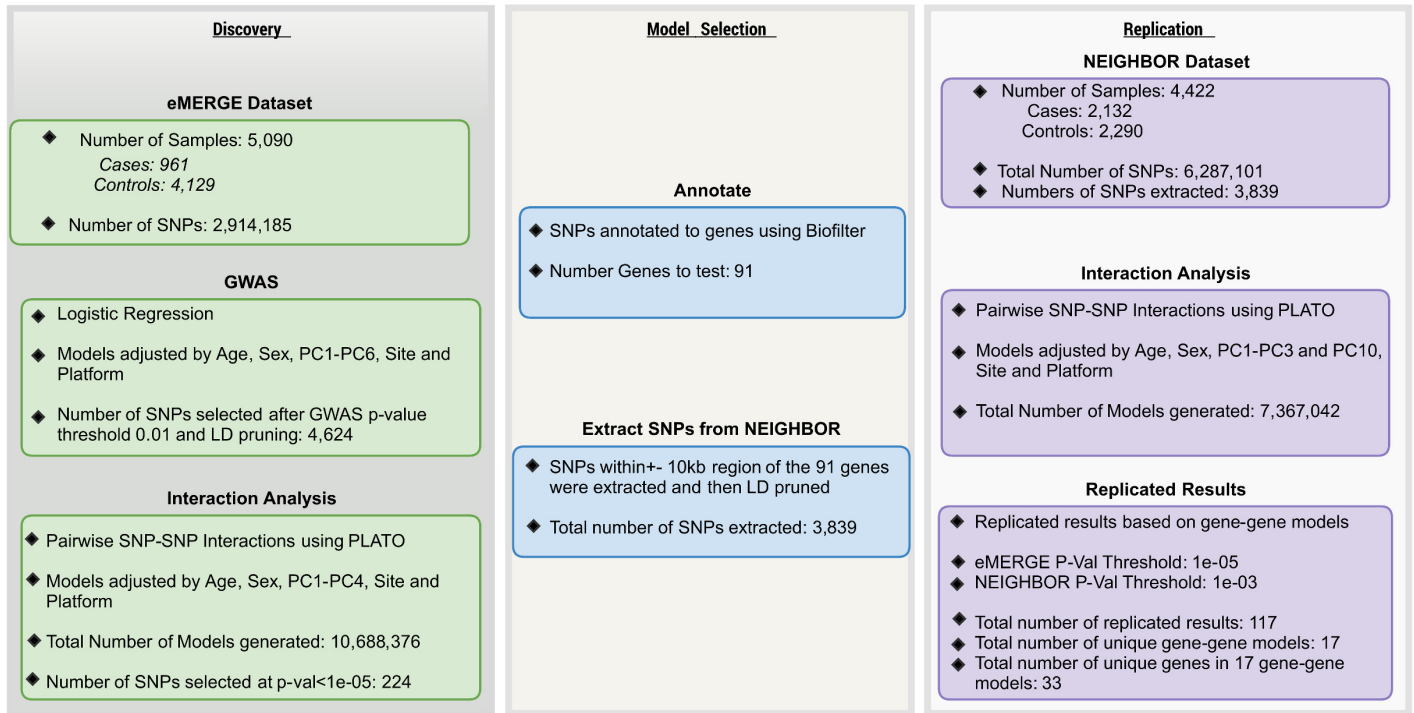 Discovery
eMERGE Dataset
Number of Samples: 5,090
Cases: 961
Controls: 4,129
Number of SNPs: 2,914,185
GWAS
Logistic Regression
Models adjusted by Age, Sex, PC1-PC6, Site and
Platform
Number of SNPs selected after GWAS p-value
threshold 0.01 and LD pruning: 4,624
Interaction Analysis
Pairwise SNP-SNP Interactions using PLATO
Models adjusted by Age, Sex, PC1-PC4, Site and
Platform
Total Number of Models generated: 10,688,376
Number of SNPs selected at p-val<1e-05: 224
Model Selection
Annotate
SNPs annotated to genes using Biofilter
Number Genes to test: 91
Extract SNPs from NEIGHBOR
SNPs within+- 10kb region of the 91 genes
were extracted and then LD pruned
Total number of SNPs extracted: 3,839
Replication
NEIGHBOR Dataset
Number of Samples: 4,422
Cases: 2,132
Controls: 2,290
Total Number of SNPs: 6,287,101
Numbers of SNPs extracted: 3,839
Interaction Analysis
Pairwise SNP-SNP Interactions using PLATO
Models adjusted by Age, Sex, PC1-PC3 and PC10,
Site and Platform
Total Number of Models generated: 7,367,042
Replicated Results
Replicated results based on gene-gene models
eMERGE P-Val Threshold: 1e-05
NEIGHBOR P-Val Threshold: 1e-03
Total number of replicated results: 117
Total number of unique gene-gene models: 17
Total number of unique genes in 17 gene-gene
models: 33